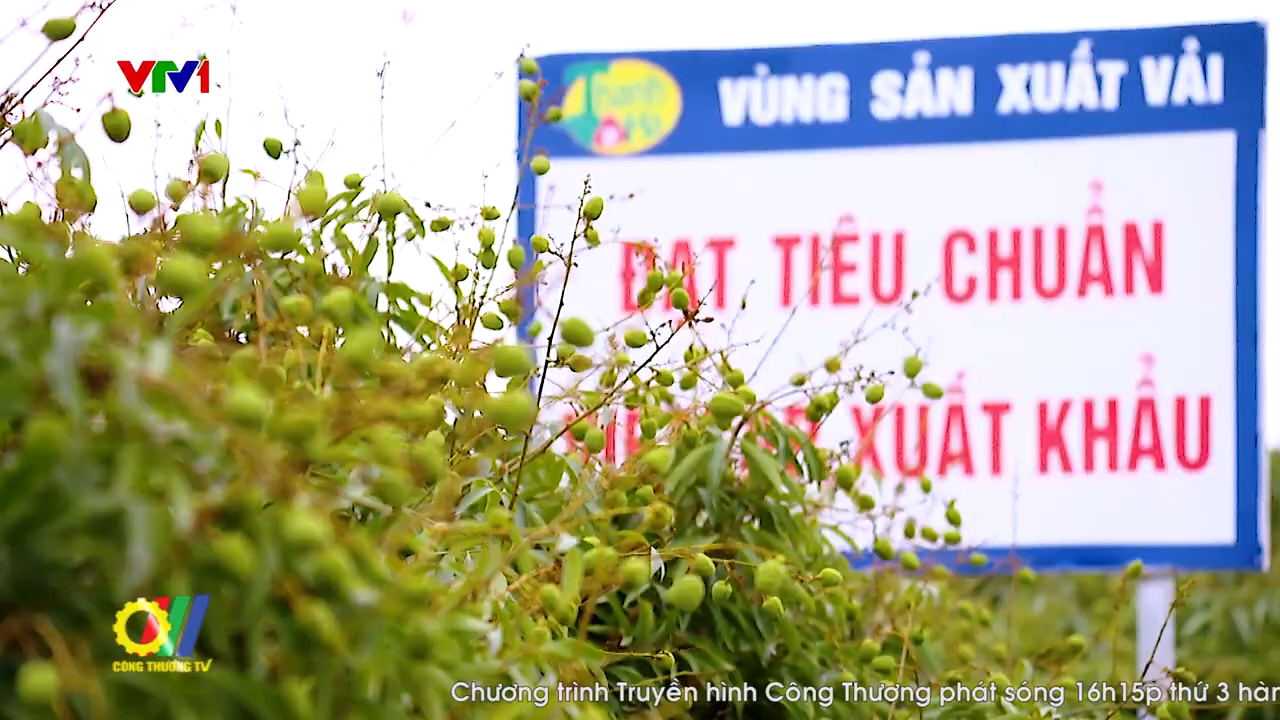 VTV1
VÙNG SẢN XUẤT VẢI
Thanh
ĐẠT TIÊU CHUẨN
XUẤT KHẨU
CÔNG THƯƠNG TV
Chương trình Truyền hình Công Thương phát sóng 16h15p thứ 3 hàn